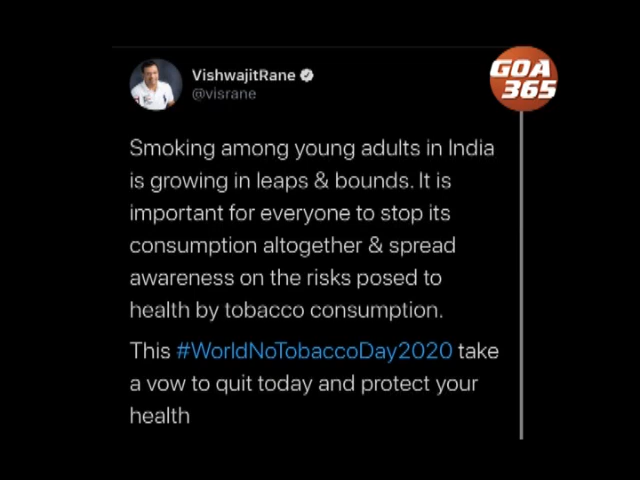 VishwajitRane
@visrane
GOA
365
Smoking among young adults in India
is growing in leaps & bounds. It is
important for everyone to stop its
consumption altogether & spread
awareness on the risks posed to
health by tobacco consumption.
This #WorldNoTobaccoDay2020 take
a vow to quit today and protect your
health